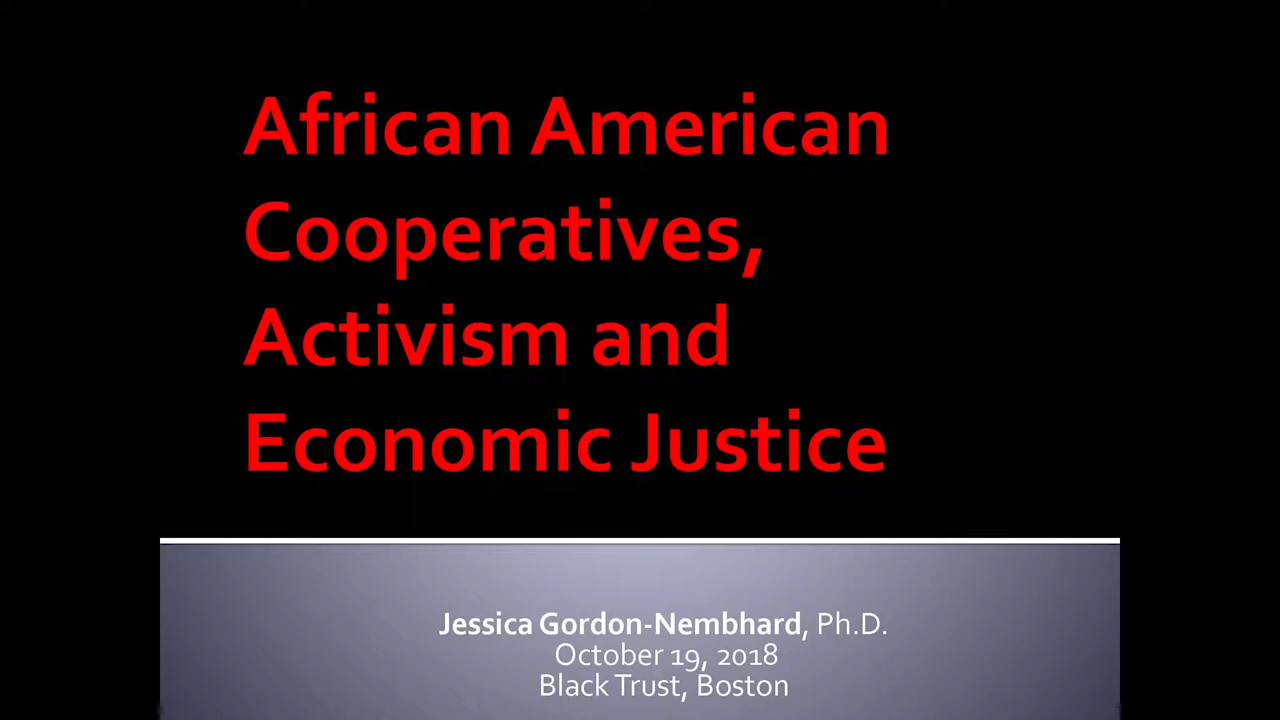 African American
Cooperatives,
Activism and
Economic Justice
Jessica Gordon-Nembhard, Ph.D.
October 19, 2018
Black Trust, Boston